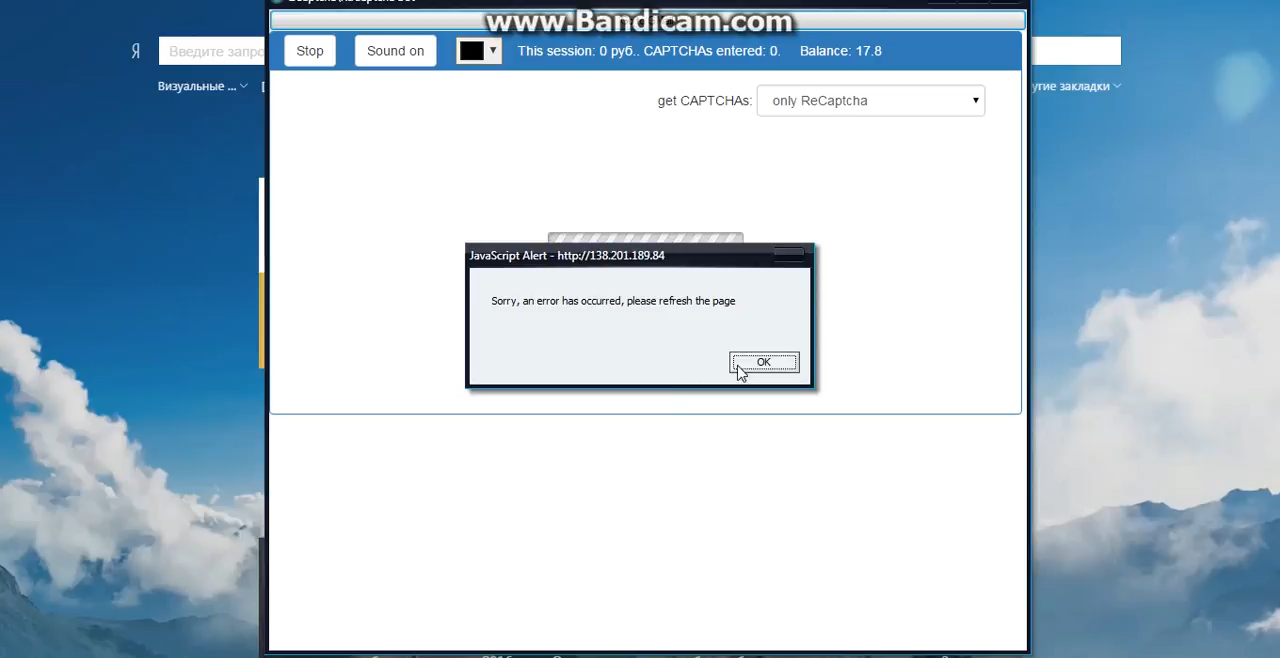 www.Bandicam.com
Я
Введите запро
Stop
Sound on
This session: 0 руб.. CAPTCHAs entered: 0.
Balance: 17.8
Визуальные ...
угие закладки
get CAPTCHAs:
only ReCaptcha
JavaScript Alert - http://138.201.189.84
Sorry, an error has occurred, please refresh the page
OK